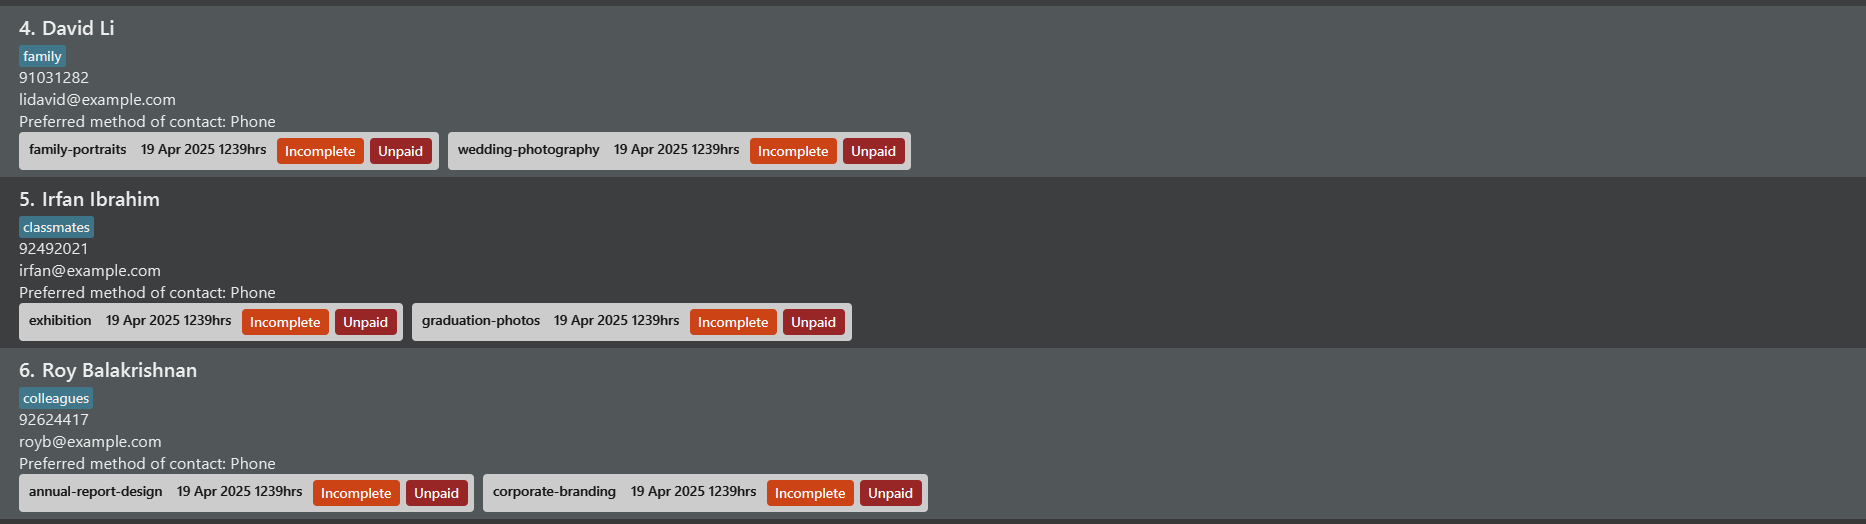 4. David Li
family
91031282
lidavid@example.com
Preferred method of contact: Phone
family-portraits 19 Apr 2025 1239hrs Incomplete Unpaid wedding-photography 19 Apr 2025 1239hrs Incomplete Unpaid
5. Irfan Ibrahim
classmates
92492021
irfan@example.com
Preferred method of contact: Phone
exhibition 19 Apr 2025 1239hrs Incomplete Unpaid graduation-photos 19 Apr 2025 1239hrs Incomplete Unpaid
6. Roy Balakrishnan
colleagues
92624417
royb@example.com
Preferred method of contact: Phone
annual-report-design 19 Apr 2025 1239hrs Incomplete Unpaid corporate-branding 19 Apr 2025 1239hrs Incomplete Unpaid